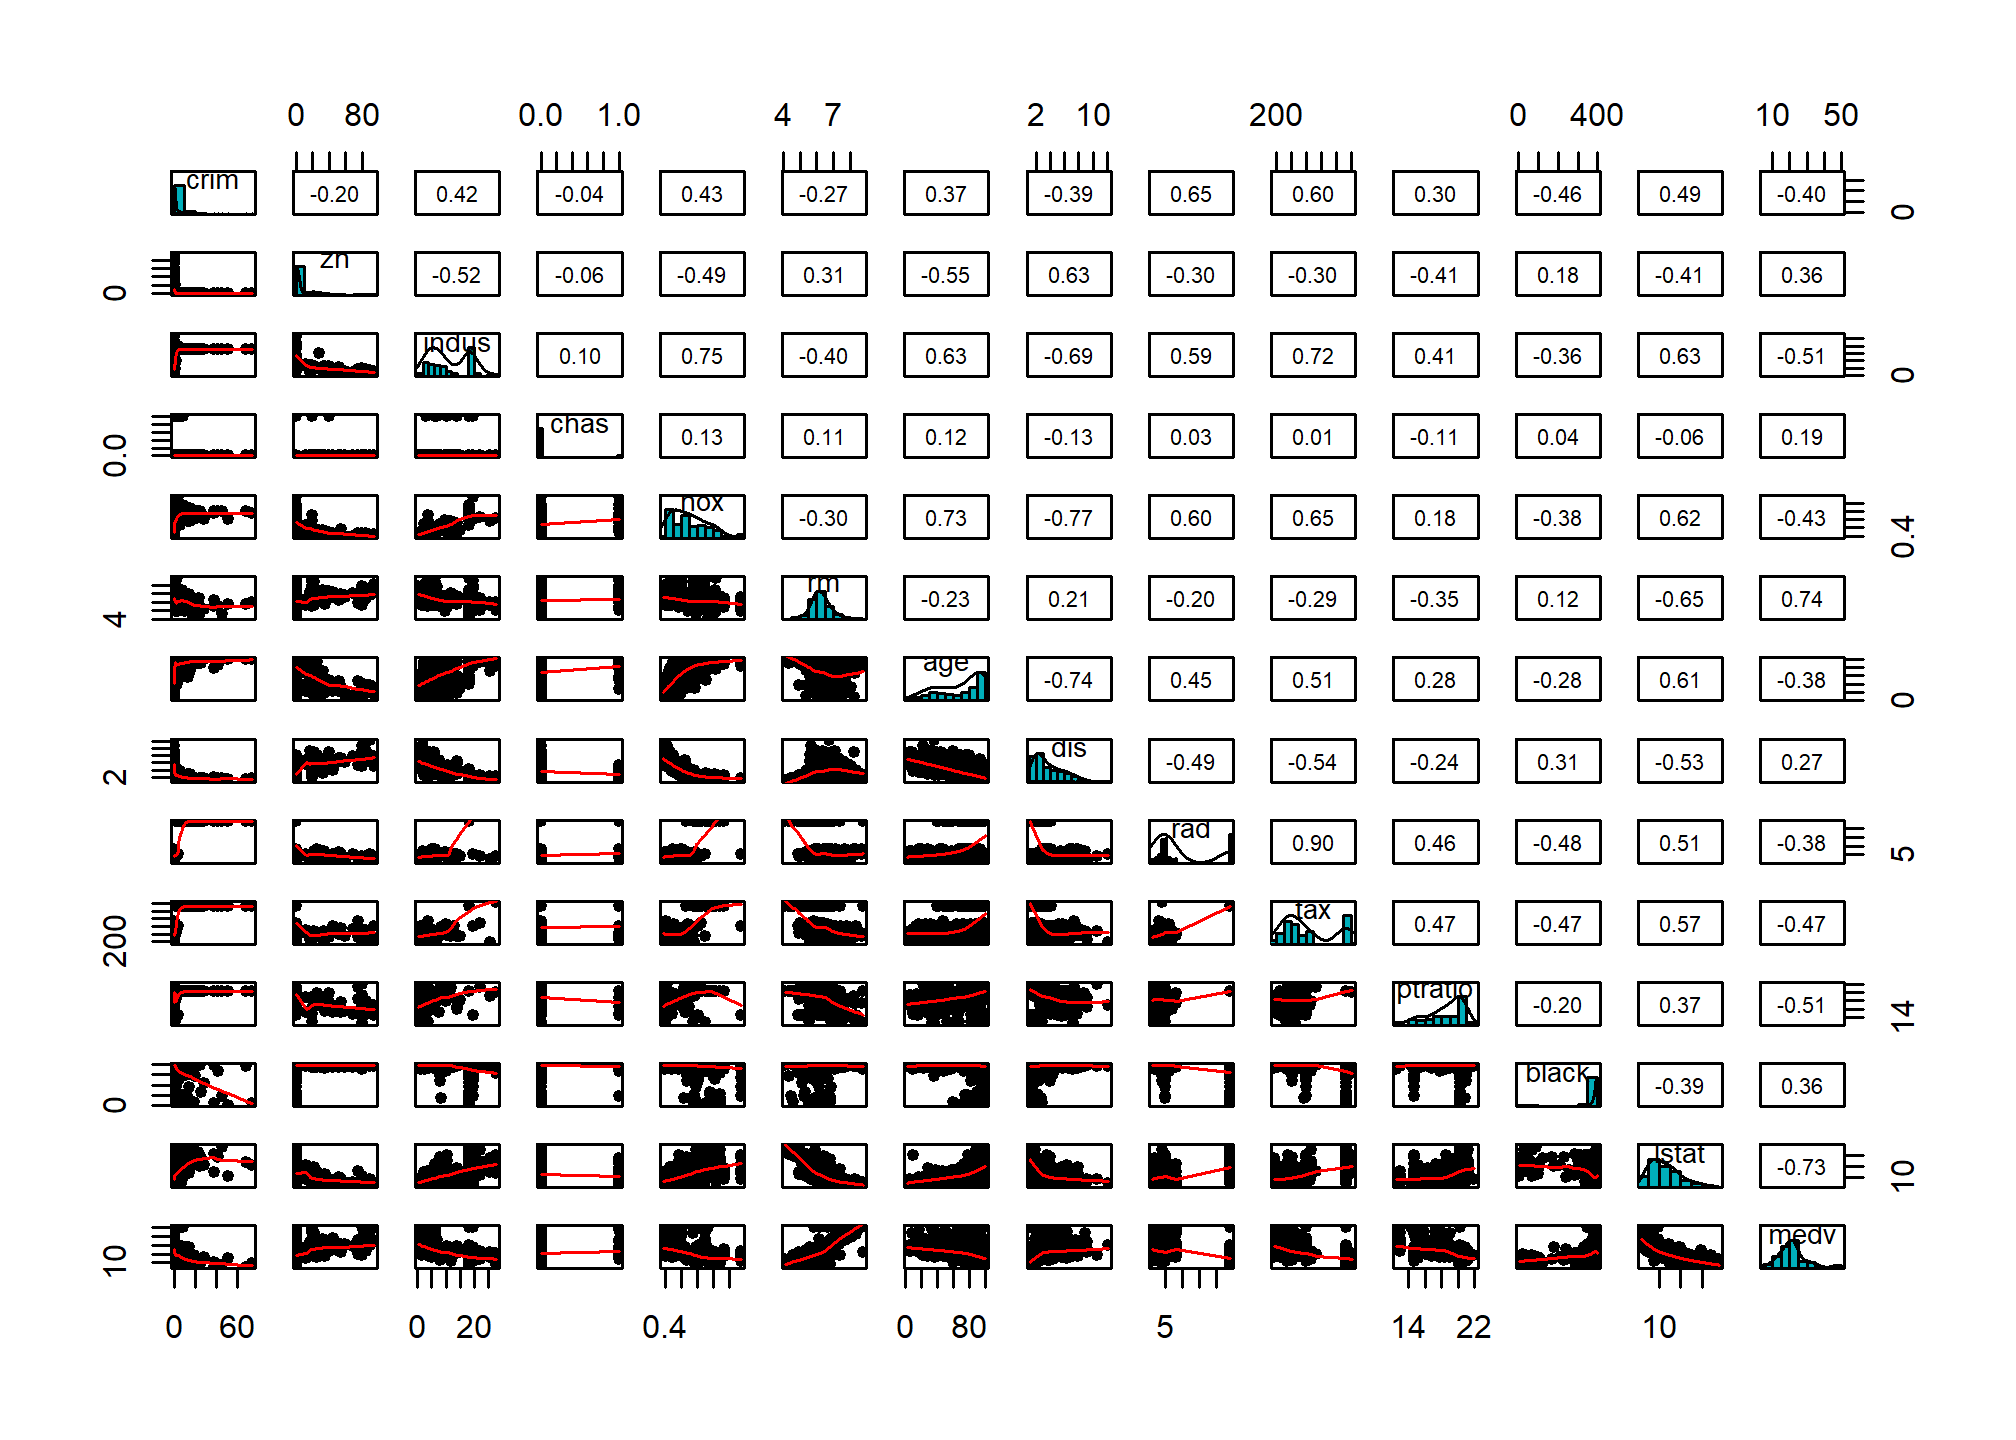 0 80 0.0 1.0 4 7 2 10 200 0 400 10 50
crim -0.20 0.42 -0.04 0.43 -0.27 0.37 -0.39 0.65 0.60 0.30 -0.46 0.49 -0.40 0
0 zn -0.52 -0.06 -0.49 0.31 -0.55 0.63 -0.30 -0.30 -0.41 0.18 -0.41 0.36
indus 0.10 0.75 -0.40 0.63 -0.69 0.59 0.72 0.41 -0.36 0.63 -0.51 0
0.0 chas 0.13 0.11 0.12 -0.13 0.03 0.01 -0.11 0.04 -0.06 0.19
nox -0.30 0.73 -0.77 0.60 0.65 0.18 -0.38 0.62 -0.43 0.4
4 rm -0.23 0.21 -0.20 -0.29 -0.35 0.12 -0.65 0.74
age -0.74 0.45 0.51 0.28 -0.28 0.61 -0.38 0
2 dis -0.49 -0.54 -0.24 0.31 -0.53 0.27
rad 0.90 0.46 -0.48 0.51 -0.38 5
200 tax 0.47 -0.47 0.57 -0.47
ptratio -0.20 0.37 -0.51 14
0 black -0.39 0.36
lstat -0.73 10
10 medv
0 60 0 20 0.4 0 80 5 14 22 10